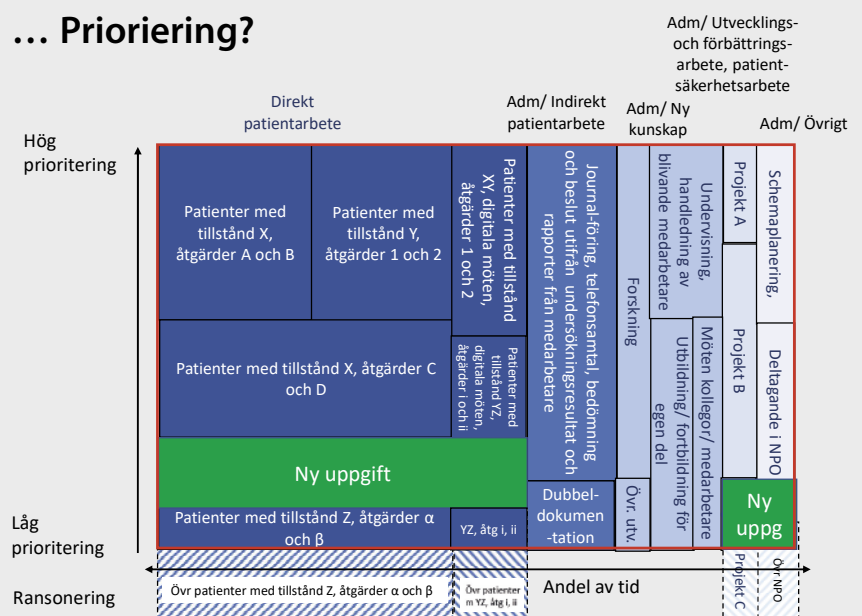 ... Prioriering?
Adm/ Utvecklings-
och förbättrings-
arbete, patient-
säkerhetsarbete
Direkt
patientarbete
Adm/ Indirekt
patientarbete
Adm/ Ny
kunskap
Adm/ Övrigt
Hög
prioritering
Patienter med
tillstånd X,
åtgärder A och B
Patienter med
tillstånd Y,
åtgärder 1 och 2
Patienter med tillstånd
XY, digitala möten,
åtgärder 1 och 2
Journal-föring, telefonsamtal, bedömning
och beslut utifrån undersökningsresultat och
rapporter från medarbetare
Forskning
Undervisning,
handledning av
blivande medarbetare
Projekt A
Schemaplanering,
Patienter med tillstånd X, åtgärder C
och D
Patienter med
tillstånd YZ,
digitala möten,
åtgärder i och ii
Möten kollegor/ medarbetare
Utbildning/ fortbildning för
egen del
Projekt B
Deltagande i NPO
Ny uppgift
Låg
prioritering
Patienter med tillstånd Z, åtgärder α
och β
YZ, åtg i, ii
Dubbel-
dokumen
-tation
Övr. utv.
Ny
uppg
Ransonering
Övr patienter med tillstånd Z, åtgärder α och β
Övr patienter
m YZ, åtg i, ii
Andel av tid
Projekt C
Övr NPO